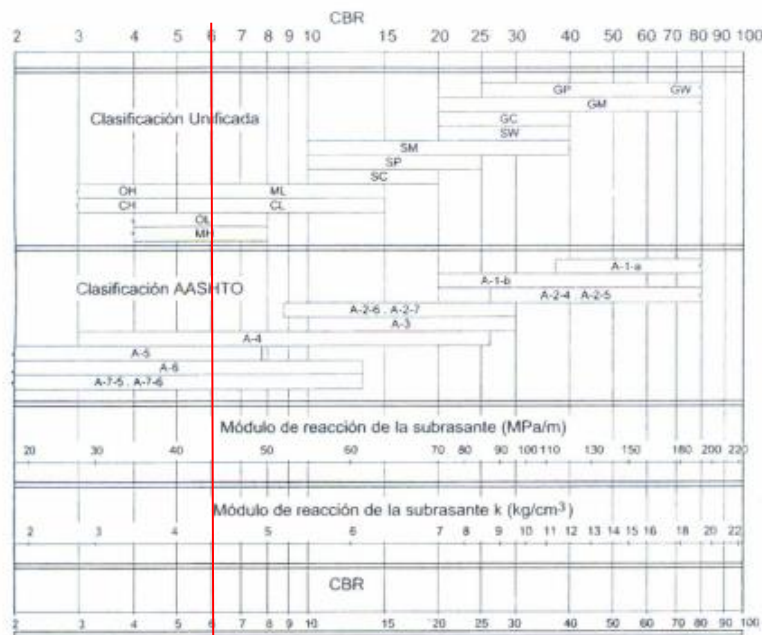 CBR
2 3 4 5 6 7 8 9 10 15 20 25 30 40 50 60 70 80 90 100
GP GW
GM
Clasificación Unificada
GC
SW
SM
SP
SC
OH ML
CH CL
OL
MH
A-1-a
A-1-b
Clasificación AASHTO
A-2-4 . A-2-5
A-2-6 . A-2-7
A-3
A-4
A-5
A-6
A-7-5 . A-7-6
Módulo de reacción de la subrasante (MPa/m)
20 30 40 50 60 70 80 90 100 110 130 150 180 200 220
Módulo de reacción de la subrasante k (kg/cm³)
2 3 4 5 6 7 8 9 10 11 12 13 14 15 16 18 20 22
CBR
2 3 4 5 6 7 8 9 10 15 20 25 30 40 50 60 70 80 90 100